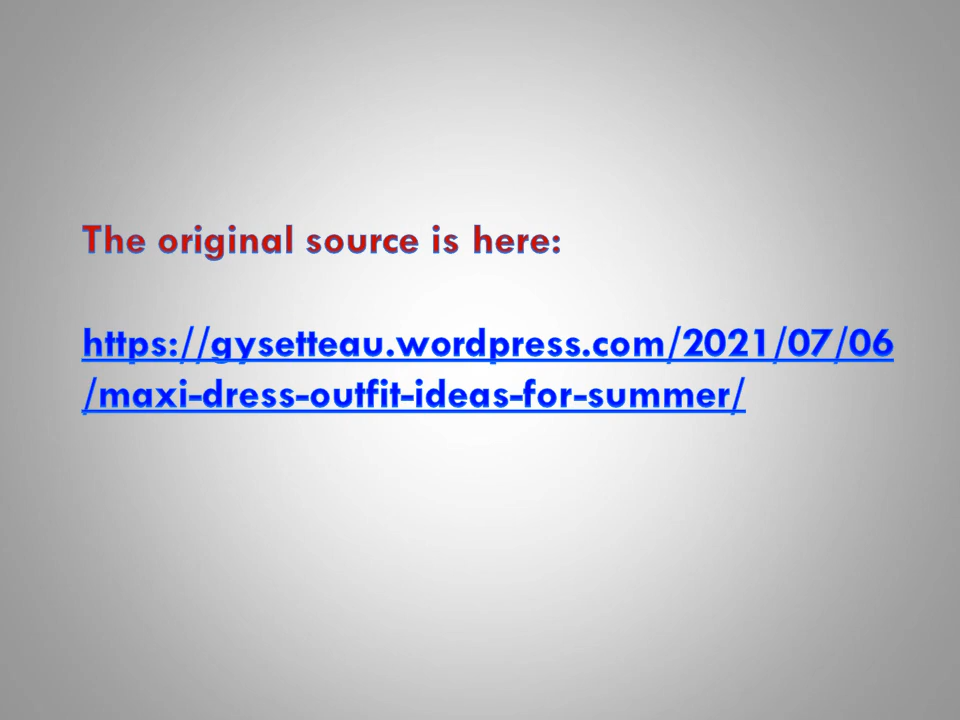 The original source is here:
https://gysetteau.wordpress.com/2021/07/06
/maxi-dress-outfit-ideas-for-summer/